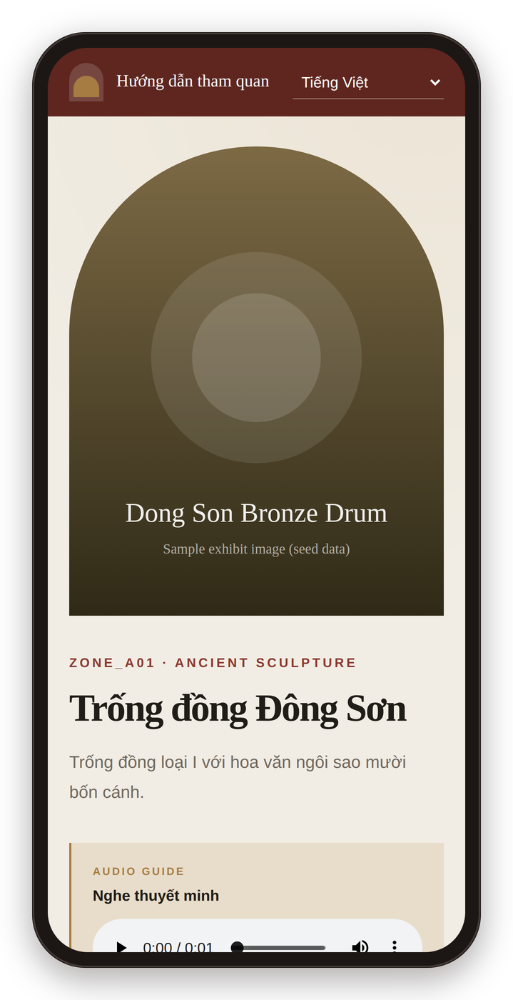 Hướng dẫn tham quan
Tiếng Việt
Dong Son Bronze Drum
Sample exhibit image (seed data)
ZONE_A01 · ANCIENT SCULPTURE
Trống đồng Đông Sơn
Trống đồng loại I với hoa văn ngôi sao mười
bốn cánh.
AUDIO GUIDE
Nghe thuyết minh
0:00 / 0:01